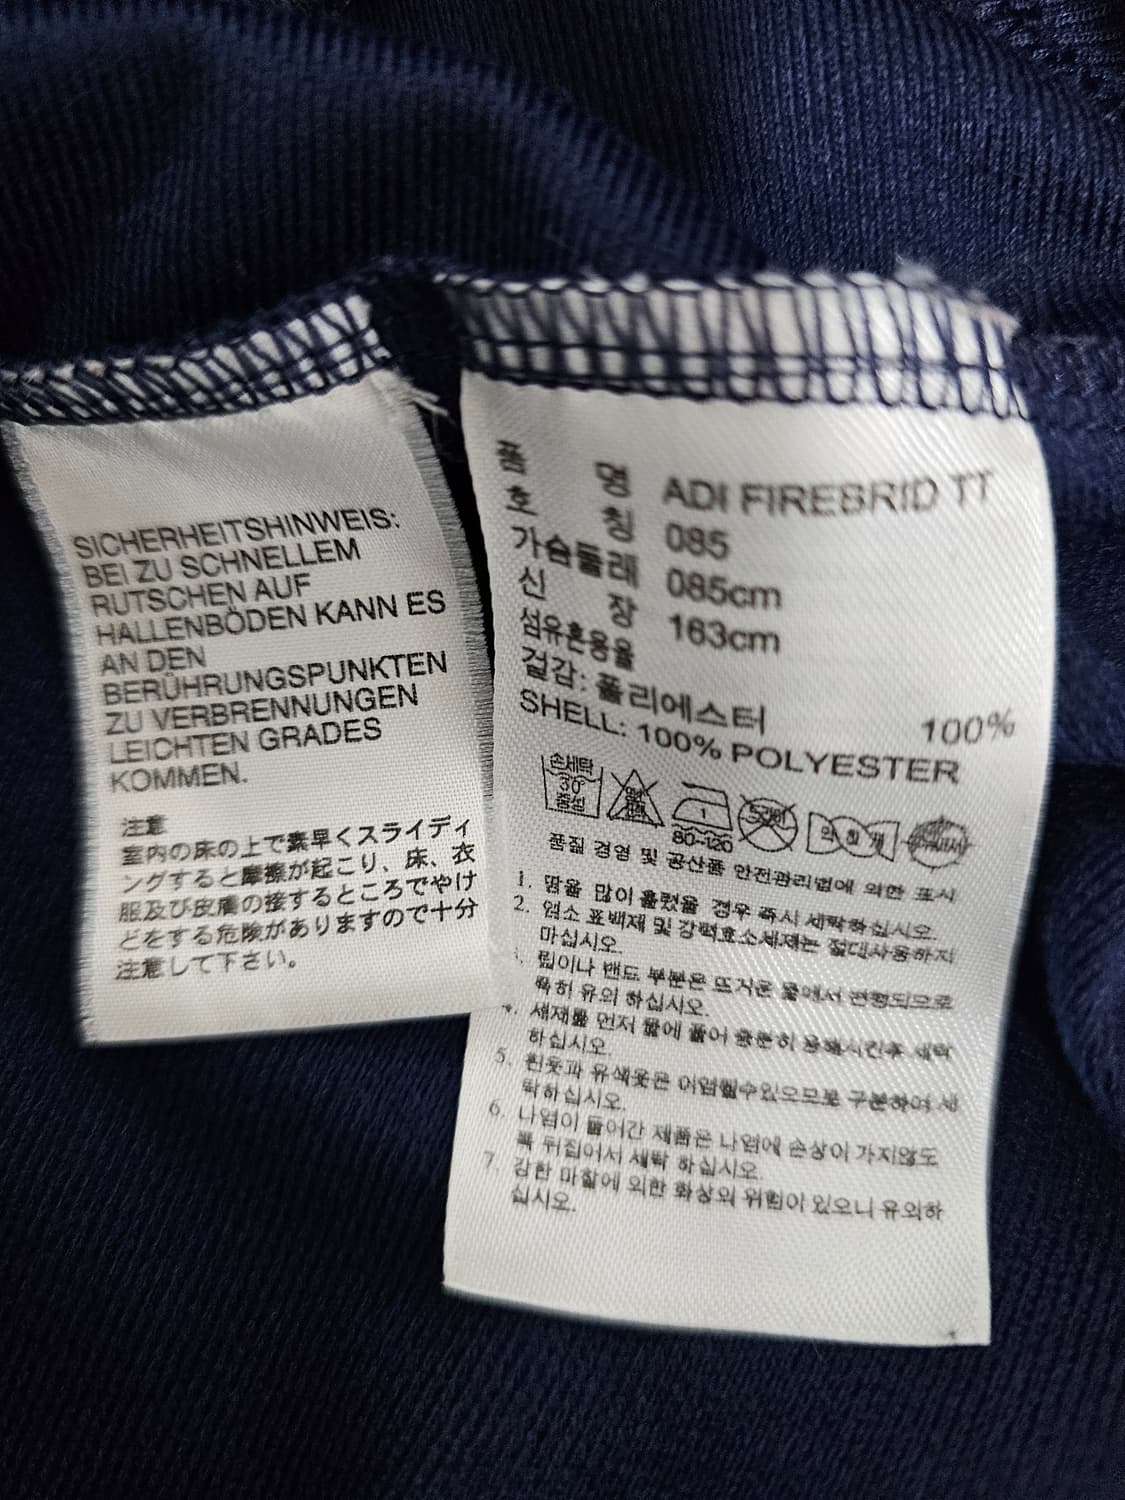 SICHERHEITSHINWEIS:
BEI ZU SCHNELLEM
RUTSCHEN AUF
HALLENBÖDEN KANN ES
AN DEN
BERÜHRUNGSPUNKTEN
ZU VERBRENNUNGEN
LEICHTEN GRADES
KOMMEN.
注意
室内の床の上で素早くスライディ
ングすると摩擦が起こり、床、衣
服及び皮膚の接するところでやけ
どをする危険がありますので十分
注意して下さい。
품 명 ADI FIREBRID TT
호 칭 085
가슴둘레 085cm
신 장 163cm
섬유혼용율
겉감: 폴리에스터 100%
SHELL: 100% POLYESTER
손세탁
30°
중성
80~120
품질 경영 및 공산품 안전관리법에 의한 표시
1. 땀을 많이 흘렸을 경우 즉시 세탁하십시오.
2. 염소 표백제 및 강력효소세제는 절대사용하지
마십시오.
3. 립이나 밴드 부분은 뜨거운 물에서 변형되므로
특히 유의 하십시오.
4. 세제를 먼저 물에 풀어 충분히 용해시킨후 세탁
하십시오.
5. 흰옷과 유색옷은 이염될수있으므로 구분하여 세
탁하십시오.
6. 나염이 들어간 제품은 나염에 손상이 가지않도
록 뒤집어서 세탁 하십시오.
7. 강한 마찰에 의한 화상의 위험이 있으니 유의하
십시오.